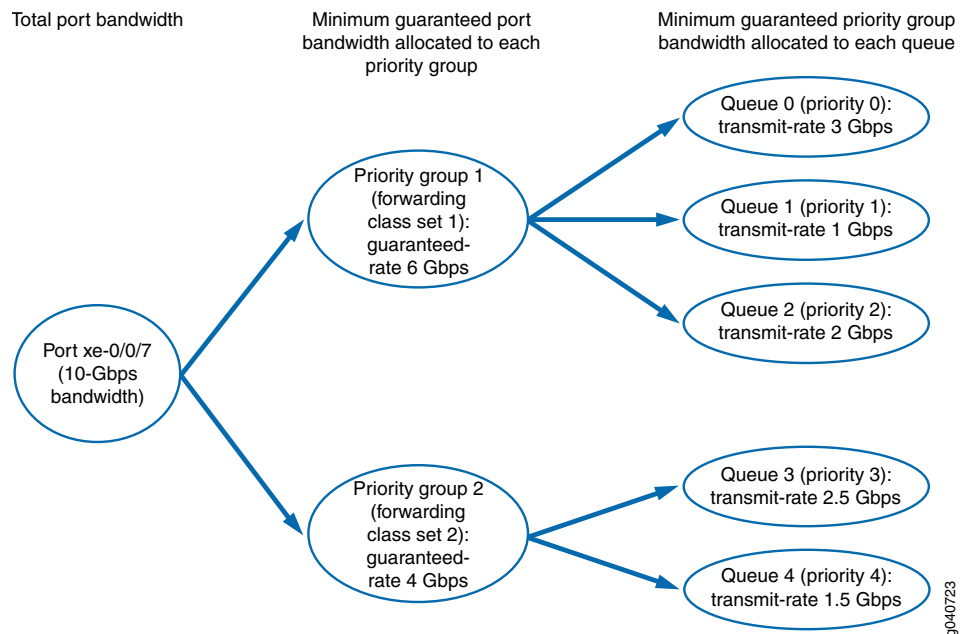 Total port bandwidth
Minimum guaranteed port
bandwidth allocated to each
priority group
Minimum guaranteed priority group
bandwidth allocated to each queue
Port xe-0/0/7
(10-Gbps
bandwidth)
Priority group 1
(forwarding
class set 1):
guaranteed-
rate 6 Gbps
Queue 0 (priority 0):
transmit-rate 3 Gbps
Queue 1 (priority 1):
transmit-rate 1 Gbps
Queue 2 (priority 2):
transmit-rate 2 Gbps
Priority group 2
(forwarding
class set 2):
guaranteed-
rate 4 Gbps
Queue 3 (priority 3):
transmit-rate 2.5 Gbps
Queue 4 (priority 4):
transmit-rate 1.5 Gbps
g040723